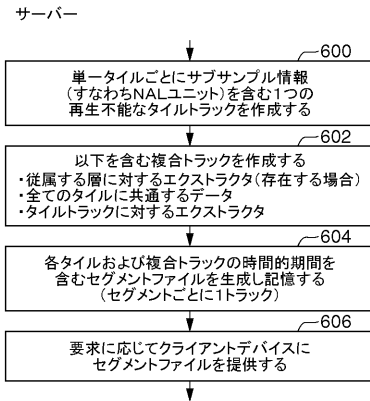 サーバー
600
単一タイルごとにサブサンプル情報
（すなわちNALユニット）を含む1つの
再生不能なタイルトラックを作成する
602
以下を含む複合トラックを作成する
・従属する層に対するエクストラクタ（存在する場合）
・全てのタイルに共通するデータ
・タイルトラックに対するエクストラクタ
604
各タイルおよび複合トラックの時間的期間を
含むセグメントファイルを生成し記憶する
（セグメントごとに1トラック）
606
要求に応じてクライアントデバイスに
セグメントファイルを提供する